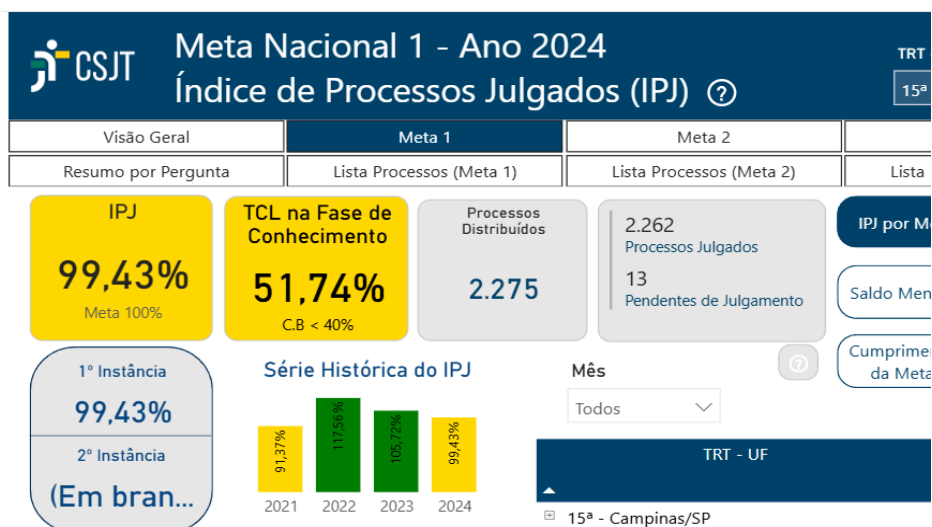 CSJT
Meta Nacional 1 - Ano 2024
Índice de Processos Julgados (IPJ) ?
TRT
15ª
Visão Geral
Meta 1
Meta 2
Resumo por Pergunta
Lista Processos (Meta 1)
Lista Processos (Meta 2)
Lista
IPJ
99,43%
Meta 100%
TCL na Fase de
Conhecimento
51,74%
C.B < 40%
Processos
Distribuídos
2.275
2.262
Processos Julgados
13
Pendentes de Julgamento
IPJ por M
Saldo Men
Cumprime
da Meta
1º Instância
99,43%
2º Instância
(Em bran...
Série Histórica do IPJ
91,37%
117,56%
105,72%
99,43%
2021
2022
2023
2024
Mês
?
Todos
TRT - UF
15ª - Campinas/SP